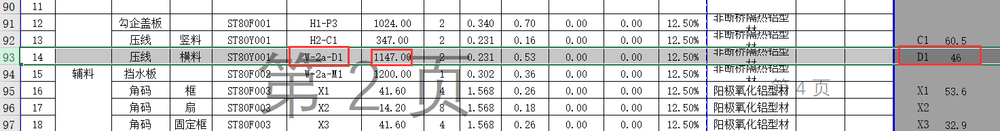 90 11
91 12 勾企盖板 ST80F001 H1-P3 1024.00 2 0.340 0.70 0.00 0.00 12.50% 非断桥隔热铝型材
92 13 压线 竖料 ST80Y001 H2-C1 347.00 2 0.231 0.16 0.00 0.00 12.50% 非断桥隔热铝型材 C1 60.5
93 14 压线 横料 ST80Y001 W-2a-D1 1147.00 2 0.231 0.53 0.00 0.00 12.50% 非断桥隔热铝型材 D1 46
94 15 辅料 挡水板 ST80F002 W-2a-M1 1200.00 1 0.302 0.36 0.00 0.00 12.50% 非断桥隔热铝型材
95 16 角码 框 ST80F003 X1 41.60 4 1.568 0.26 0.00 0.00 12.50% 阳极氧化铝型材 X1 53.6
96 17 角码 扇 ST80F003 X2 14.20 8 1.568 0.18 0.00 0.00 12.50% 阳极氧化铝型材 X2
97 18 角码 固定框 ST80F003 X3 41.60 4 1.568 0.26 0.00 0.00 12.50% 阳极氧化铝型材 X3 32.9
第 2 页
第 4 页